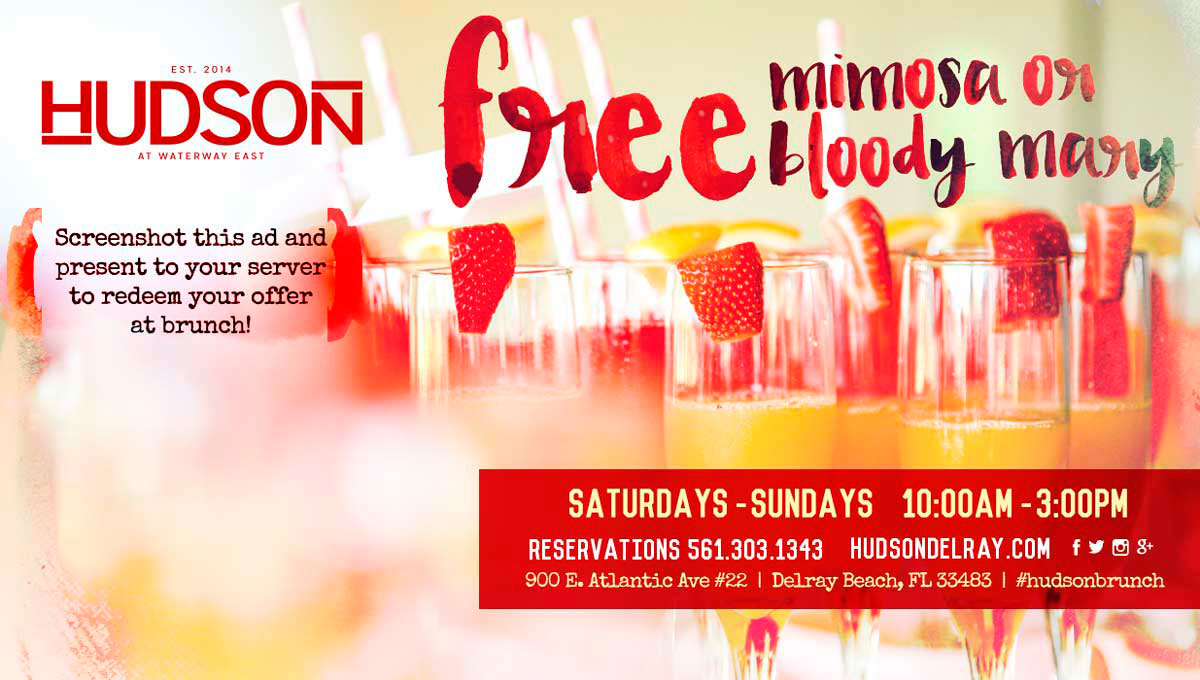 EST. 2014
HUDSON
AT WATERWAY EAST
free
mimosa or
bloody mary
Screenshot this ad and
present to your server
to redeem your offer
at brunch!
SATURDAYS - SUNDAYS 10:00AM - 3:00PM
RESERVATIONS 561.303.1343 HUDSONDELRAY.COM f g+
900 E. Atlantic Ave #22 | Delray Beach, FL 33483 | #hudsonbrunch